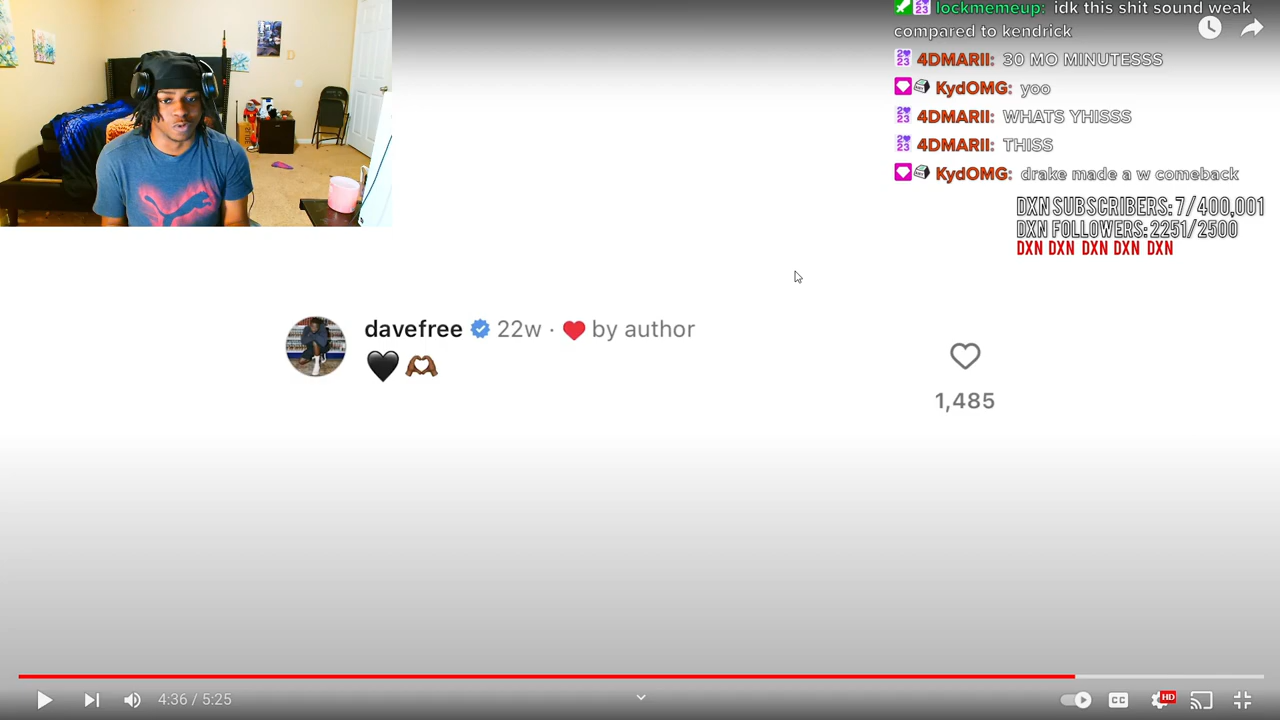 lockmemeup: idk this shit sound weak
compared to kendrick
4DMARII: 30 MO MINUTESSS
KydOMG: yoo
4DMARII: WHATS YHISSS
4DMARII: THISS
KydOMG: drake made a w comeback
DXN SUBSCRIBERS: 7/400,001
DXN FOLLOWERS: 2251/2500
DXN DXN DXN DXN DXN
davefree 22w · ❤️ by author
🖤 🫶🏾
1,485
4:36 / 5:25
CC
HD